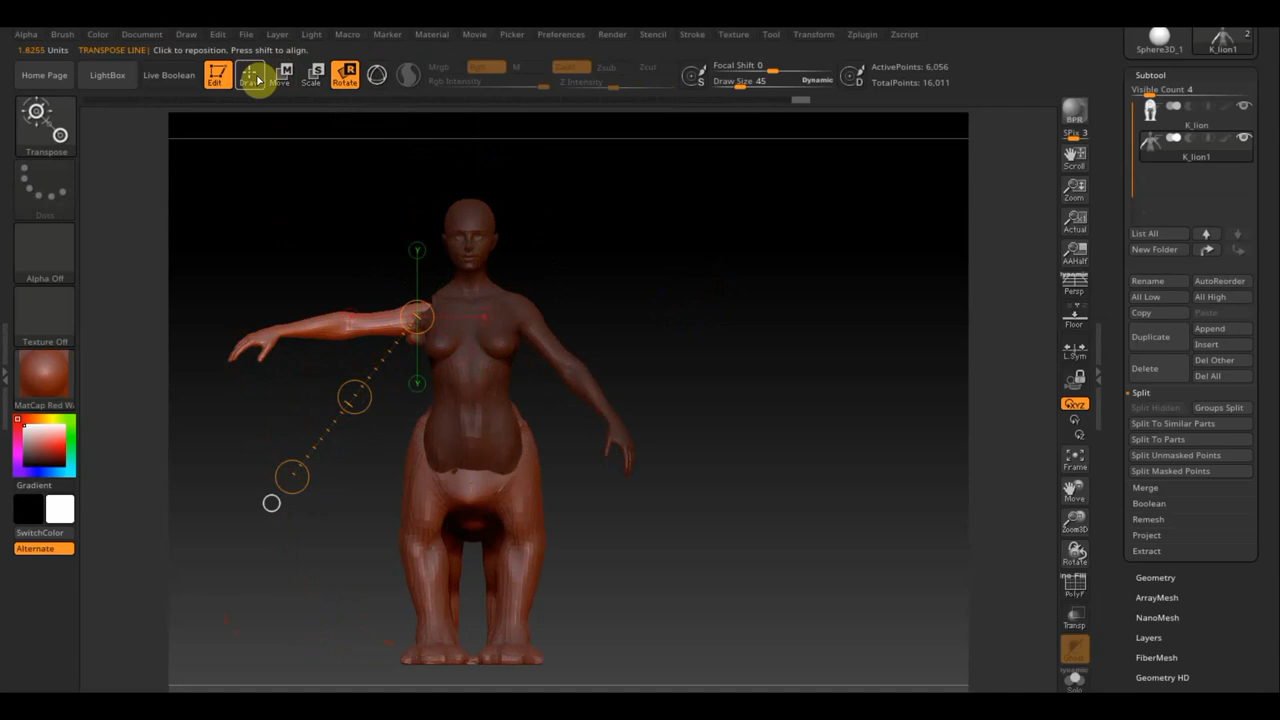 Alpha Brush Color Document Draw Edit File Layer Light Macro Marker Material Movie Picker Preferences Render Stencil Stroke Texture Tool Transform Zplugin Zscript
1.8255 Units TRANSPOSE LINE| Click to reposition. Press shift to align.
Home Page
LightBox
Live Boolean
Edit
Draw
Move
Scale
Rotate
Mrgb
Rgb
M
Rgb Intensity
Zadd
Zsub
Zcut
Z Intensity
S
Focal Shift 0
Draw Size 45
Dynamic
D
ActivePoints: 6,056
TotalPoints: 16,011
Sphere3D_1
2
K_lion1
Transpose
Dots
Alpha Off
Texture Off
MatCap Red Wa
Gradient
SwitchColor
Alternate
Y
Y
BPR
SPix 3
Scroll
Zoom
Actual
AAHalf
Dynamic
Persp
Floor
L.Sym
XYZ
Y
Z
Frame
Move
Zoom3D
Rotate
Line Fill
PolyF
Transp
Ghost
Dynamic
Solo
Subtool
Visible Count 4
K_lion
K_lion1
List All
New Folder
Rename
AutoReorder
All Low
All High
Copy
Paste
Duplicate
Append
Insert
Delete
Del Other
Del All
Split
Split Hidden
Groups Split
Split To Similar Parts
Split To Parts
Split Unmasked Points
Split Masked Points
Merge
Boolean
Remesh
Project
Extract
Geometry
ArrayMesh
NanoMesh
Layers
FiberMesh
Geometry HD